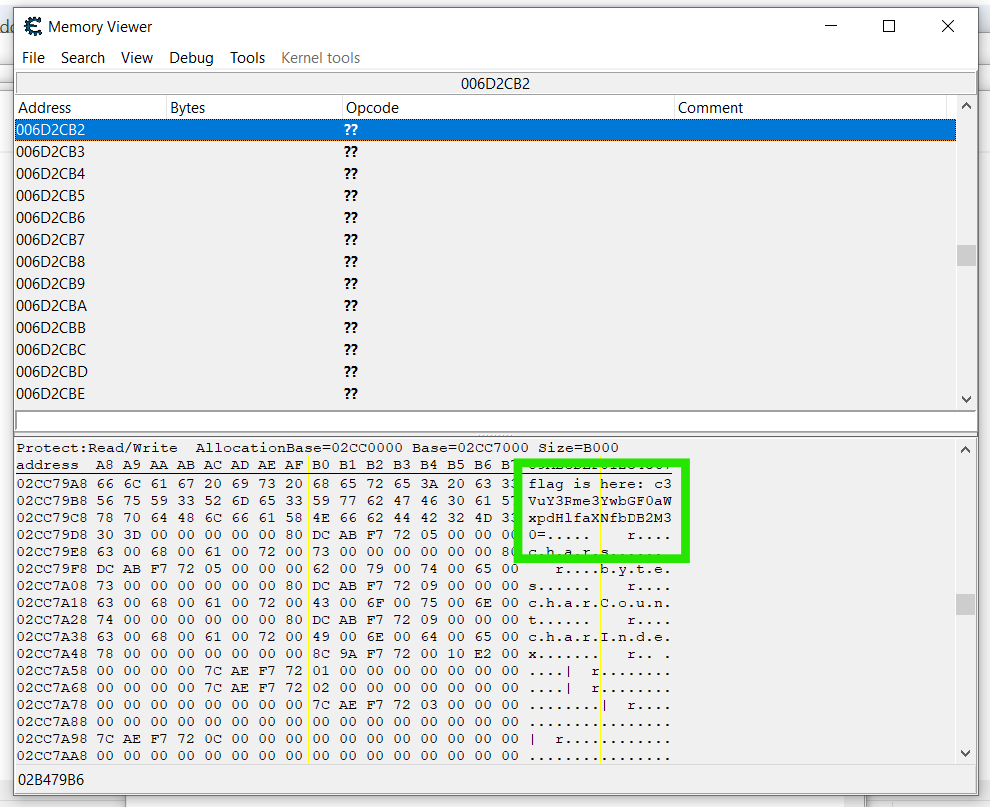 Memory Viewer
File Search View Debug Tools Kernel tools
006D2CB2
Address Bytes Opcode Comment
006D2CB2 ??
006D2CB3 ??
006D2CB4 ??
006D2CB5 ??
006D2CB6 ??
006D2CB7 ??
006D2CB8 ??
006D2CB9 ??
006D2CBA ??
006D2CBB ??
006D2CBC ??
006D2CBD ??
006D2CBE ??
Protect:Read/Write AllocationBase=02CC0000 Base=02CC7000 Size=B000
address A8 A9 AA AB AC AD AE AF B0 B1 B2 B3 B4 B5 B6
02CC79A8 66 6C 61 67 20 69 73 20 68 65 72 65 3A 20 63 33 flag is here: c3
02CC79B8 56 75 59 33 52 6D 65 33 59 77 62 47 46 30 61 57 VuY3Rme3YwbGF0aW
02CC79C8 78 70 64 48 6C 66 61 58 4E 66 62 44 42 32 4D 33 xpdHlfaXNfbDB2M3
02CC79D8 30 3D 00 00 00 00 00 80 DC AB F7 72 05 00 00 00 0=..... r....
02CC79E8 63 00 68 00 61 00 72 00 73 00 00 00 00 00 00 80 c.h.a.r.s.......
02CC79F8 DC AB F7 72 05 00 00 00 62 00 79 00 74 00 65 00 r....b.y.t.e.
02CC7A08 73 00 00 00 00 00 00 80 DC AB F7 72 09 00 00 00 s...... r....
02CC7A18 63 00 68 00 61 00 72 00 43 00 6F 00 75 00 6E 00 c.h.a.r.C.o.u.n.
02CC7A28 74 00 00 00 00 00 00 80 DC AB F7 72 09 00 00 00 t...... r....
02CC7A38 63 00 68 00 61 00 72 00 49 00 6E 00 64 00 65 00 c.h.a.r.I.n.d.e.
02CC7A48 78 00 00 00 00 00 00 00 8C 9A F7 72 00 10 E2 00 x....... r.. .
02CC7A58 00 00 00 00 7C AE F7 72 01 00 00 00 00 00 00 00 ....| r........
02CC7A68 00 00 00 00 7C AE F7 72 02 00 00 00 00 00 00 00 ....| r........
02CC7A78 00 00 00 00 00 00 00 00 7C AE F7 72 03 00 00 00 ........| r....
02CC7A88 00 00 00 00 00 00 00 00 00 00 00 00 00 00 00 00 ................
02CC7A98 7C AE F7 72 0C 00 00 00 00 00 00 00 00 00 00 00 | r............
02CC7AA8 00 00 00 00 00 00 00 00 00 00 00 00 00 00 00 00 ................
02B479B6